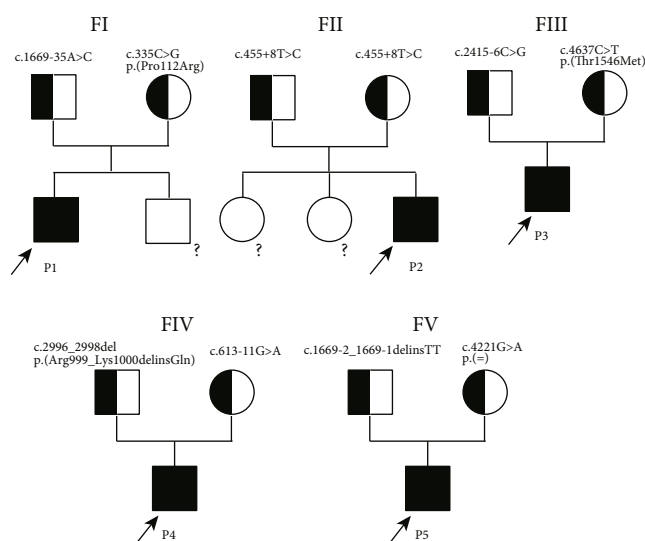 FI
c.1669-35A>C
c.335C>G
p.(Pro112Arg)
P1
?
FII
c.455+8T>C
c.455+8T>C
?
?
P2
FIII
c.2415-6C>G
c.4637C>T
p.(Thr1546Met)
P3
FIV
c.2996_2998del
p.(Arg999_Lys1000delinsGln)
c.613-11G>A
P4
FV
c.1669-2_1669-1delinsTT
c.4221G>A
p.(=)
P5